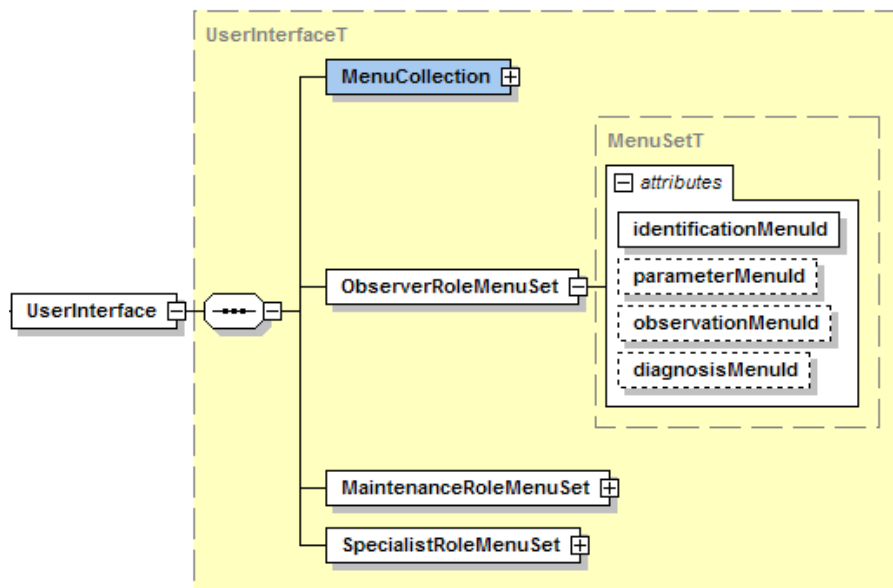 UserInterfaceT
MenuCollection
MenuSetT
attributes
identificationMenuId
parameterMenuId
observationMenuId
diagnosisMenuId
ObserverRoleMenuSet
UserInterface
MaintenanceRoleMenuSet
SpecialistRoleMenuSet